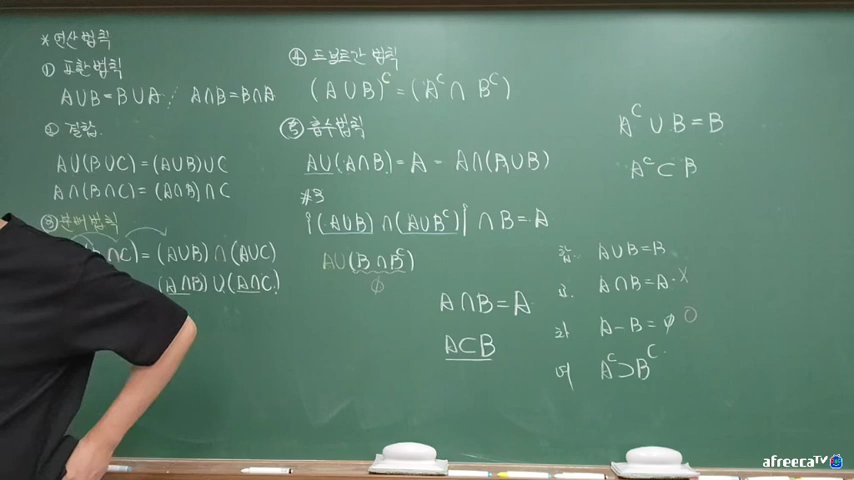 * 연산법칙
① 교환법칙
A∪B=B∪A, A∩B=B∩A
② 결합
A∪(B∪C)=(A∪B)∪C
A∩(B∩C)=(A∩B)∩C
③ 분배법칙
∩C)=(A∪B)∩(A∪C)
(A∩B)∪(A∩C)
④ 드모르간 법칙
(A∪B)^C=(A^C∩B^C)
⑤ 흡수법칙
A∪(A∩B)=A=A∩(A∪B)
#3
{(A∪B)∩(A∪B^C)}∩B=A
A∪(B∩B^C)
∅
A∩B=A
A⊂B
A^C∪B=B
A^C⊂B
합. A∪B=B
교. A∩B=A X
차 A-B=∅ O
여 A^C⊃B^C
afreecaTV